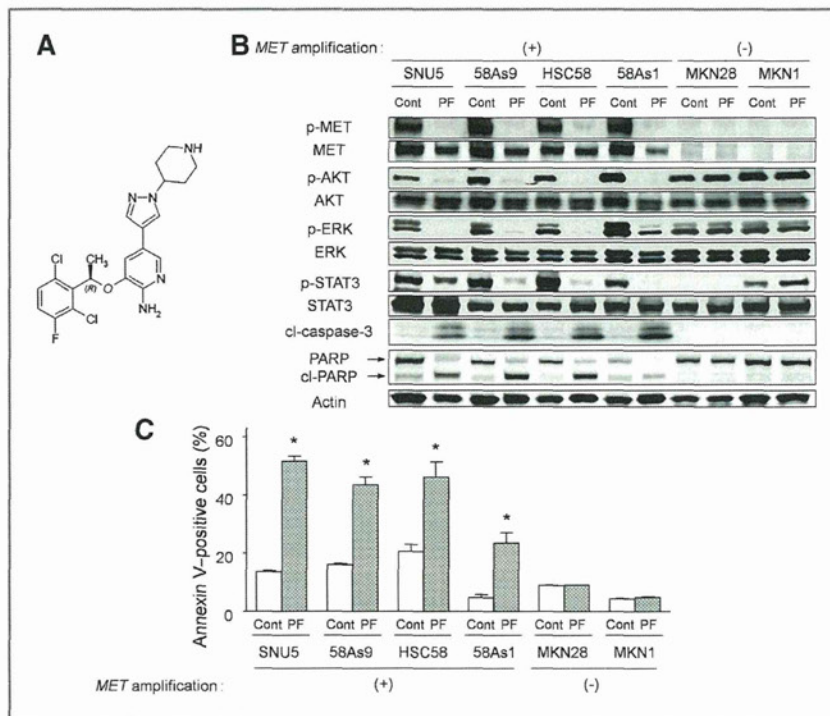 A
NH
N
N
Cl
CH3
(R)
O
N
Cl
NH2
F
B
MET amplification : (+) (-)
SNU5 58As9 HSC58 58As1 MKN28 MKN1
Cont PF Cont PF Cont PF Cont PF Cont PF Cont PF
p-MET
MET
p-AKT
AKT
p-ERK
ERK
p-STAT3
STAT3
cl-caspase-3
PARP
cl-PARP
Actin
C
Annexin V–positive cells (%)
60
40
20
0
* * * *
Cont PF Cont PF Cont PF Cont PF Cont PF Cont PF
SNU5 58As9 HSC58 58As1 MKN28 MKN1
MET amplification : (+) (-)